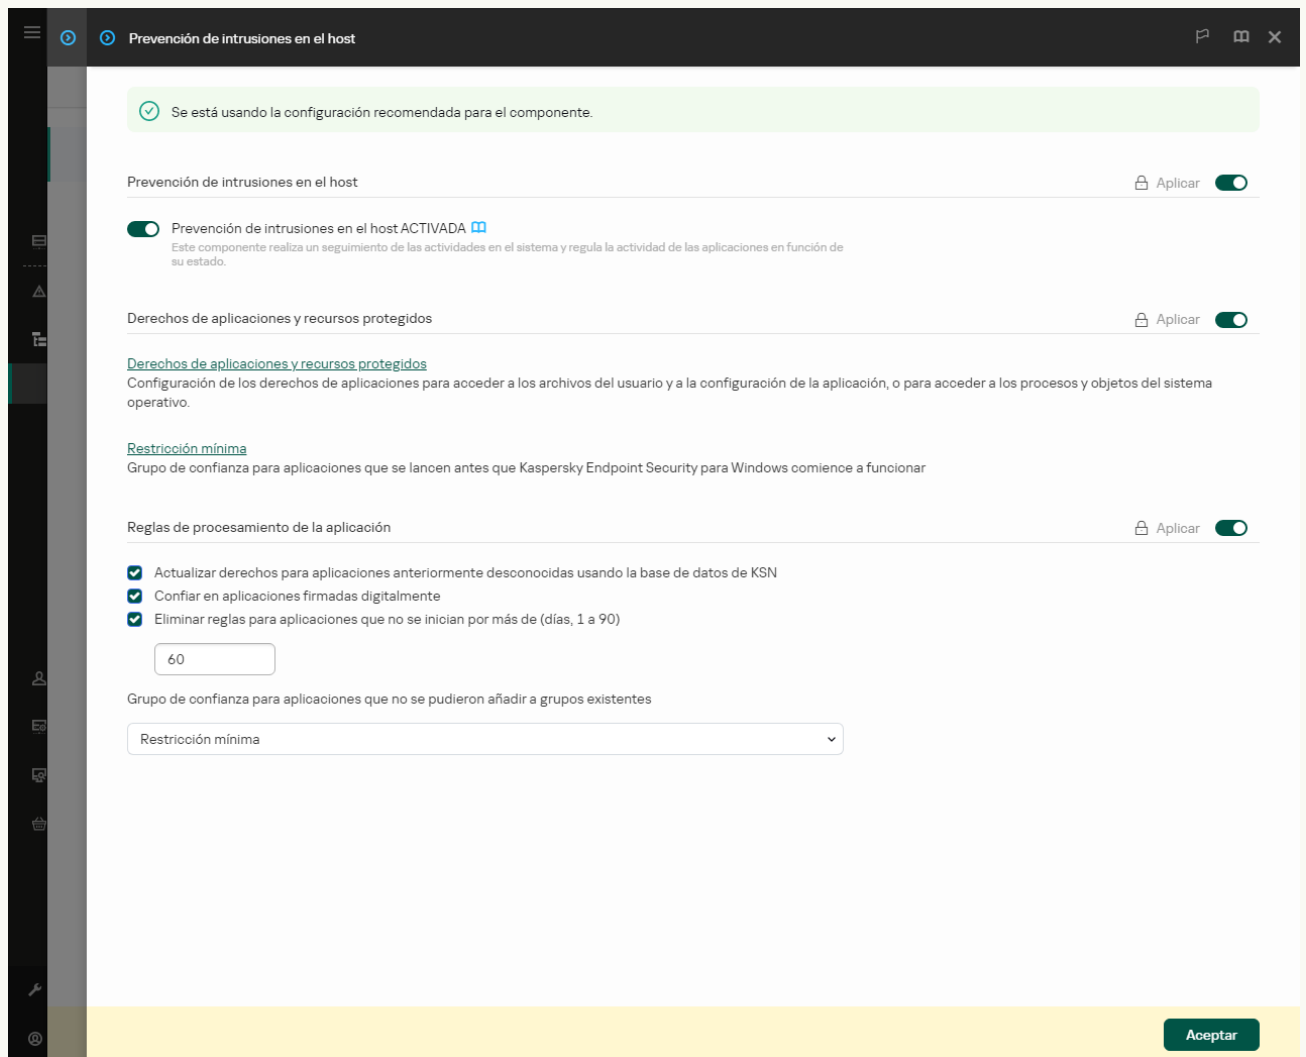 Prevención de intrusiones en el host
Se está usando la configuración recomendada para el componente.
Prevención de intrusiones en el host
Aplicar
Prevención de intrusiones en el host ACTIVADA
Este componente realiza un seguimiento de las actividades en el sistema y regula la actividad de las aplicaciones en función de
su estado.
Derechos de aplicaciones y recursos protegidos
Aplicar
Derechos de aplicaciones y recursos protegidos
Configuración de los derechos de aplicaciones para acceder a los archivos del usuario y a la configuración de la aplicación, o para acceder a los procesos y objetos del sistema
operativo.
Restricción mínima
Grupo de confianza para aplicaciones que se lancen antes que Kaspersky Endpoint Security para Windows comience a funcionar
Reglas de procesamiento de la aplicación
Aplicar
Actualizar derechos para aplicaciones anteriormente desconocidas usando la base de datos de KSN
Confiar en aplicaciones firmadas digitalmente
Eliminar reglas para aplicaciones que no se inician por más de (días, 1 a 90)
60
Grupo de confianza para aplicaciones que no se pudieron añadir a grupos existentes
Restricción mínima
Aceptar